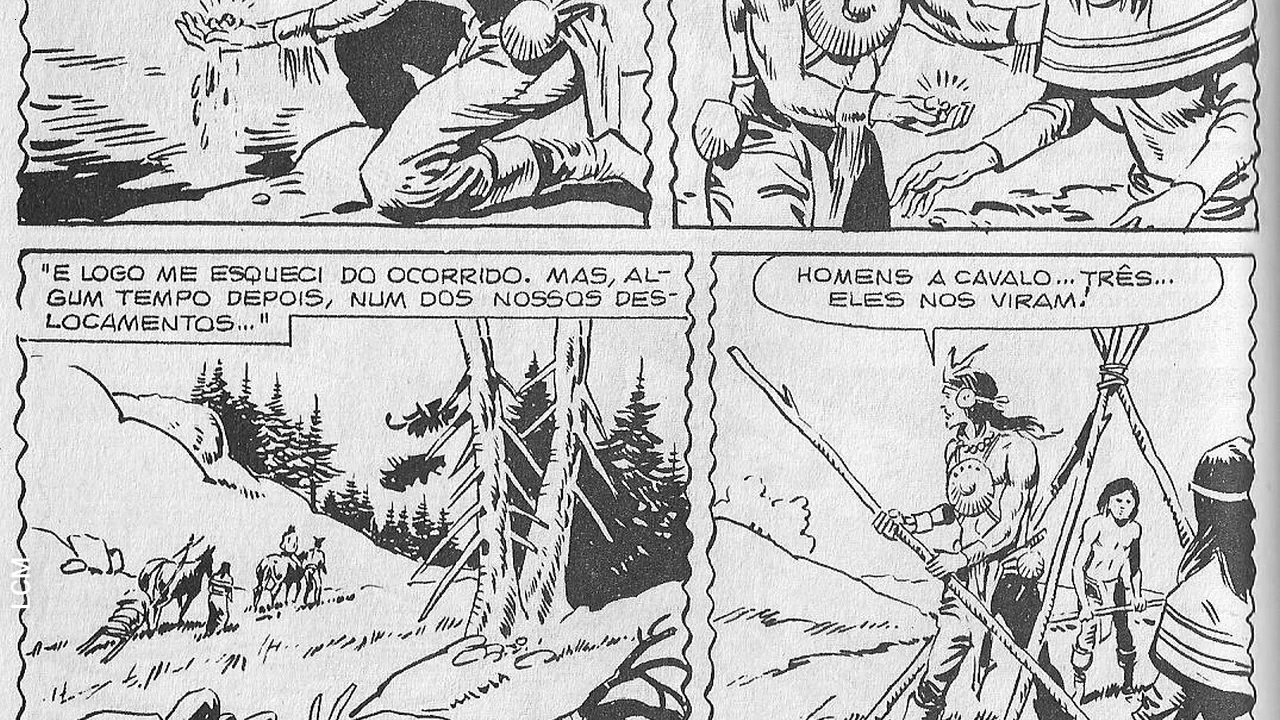 "E LOGO ME ESQUECI DO OCORRIDO. MAS, AL-
GUM TEMPO DEPOIS, NUM DOS NOSSOS DES-
LOCAMENTOS..."
HOMENS A CAVALO... TRÊS...
ELES NOS VIRAM!
LCM